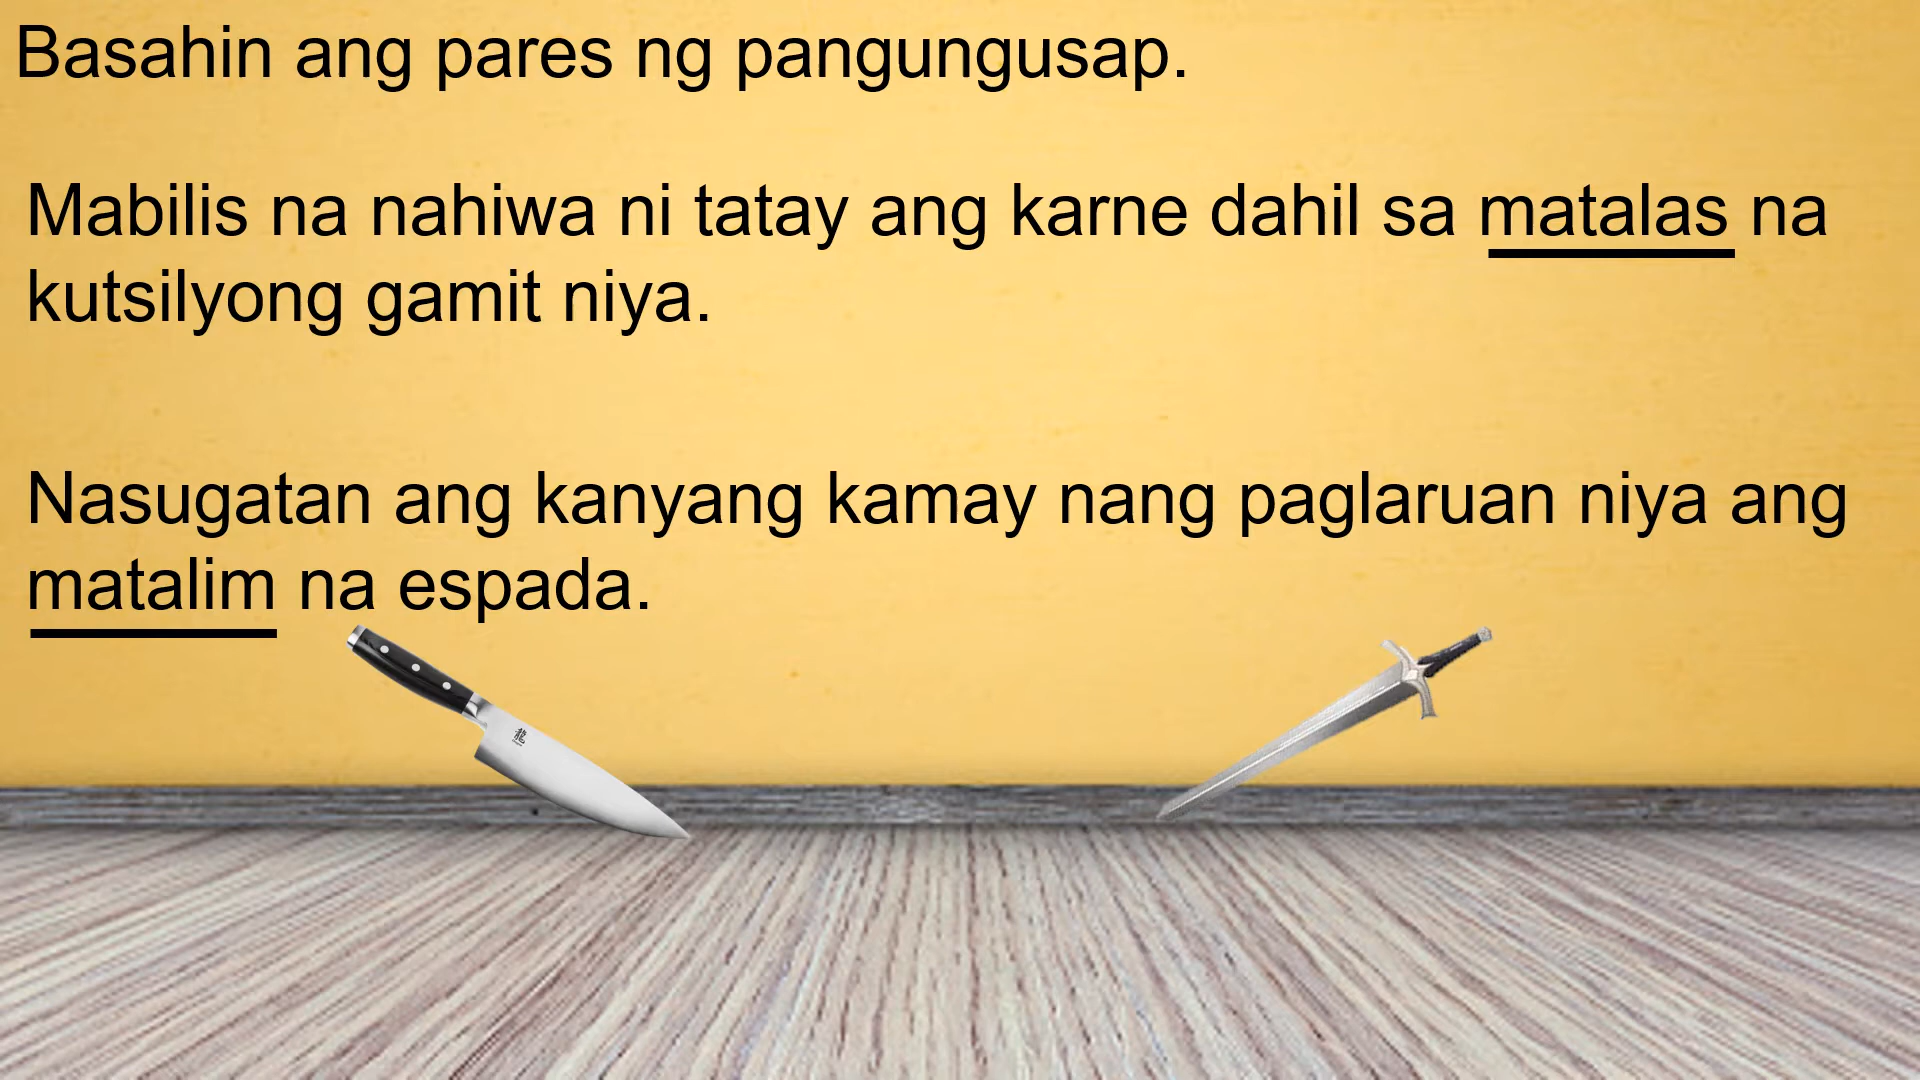 Basahin ang pares ng pangungusap.
Mabilis na nahiwa ni tatay ang karne dahil sa matalas na
kutsilyong gamit niya.
Nasugatan ang kanyang kamay nang paglaruan niya ang
matalim na espada.